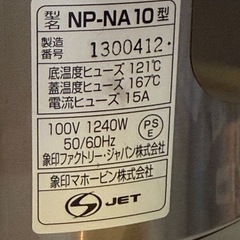 型名 NP-NA10型
製造番号 1300412・
底温度ヒューズ 121℃
蓋温度ヒューズ 167℃
電流ヒューズ 15A
100V 1240W
50/60Hz
PSE
象印ファクトリー・ジャパン株式会社
象印マホービン株式会社
S JET